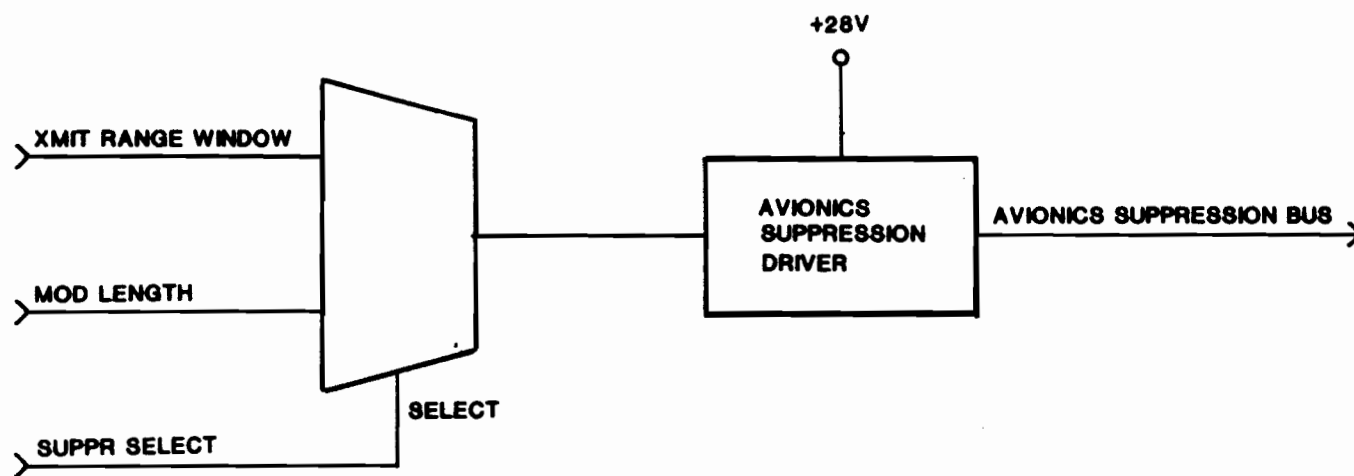 +28V
XMIT RANGE WINDOW
AVIONICS
SUPPRESSION
DRIVER
AVIONICS SUPPRESSION BUS
MOD LENGTH
SELECT
SUPPR SELECT